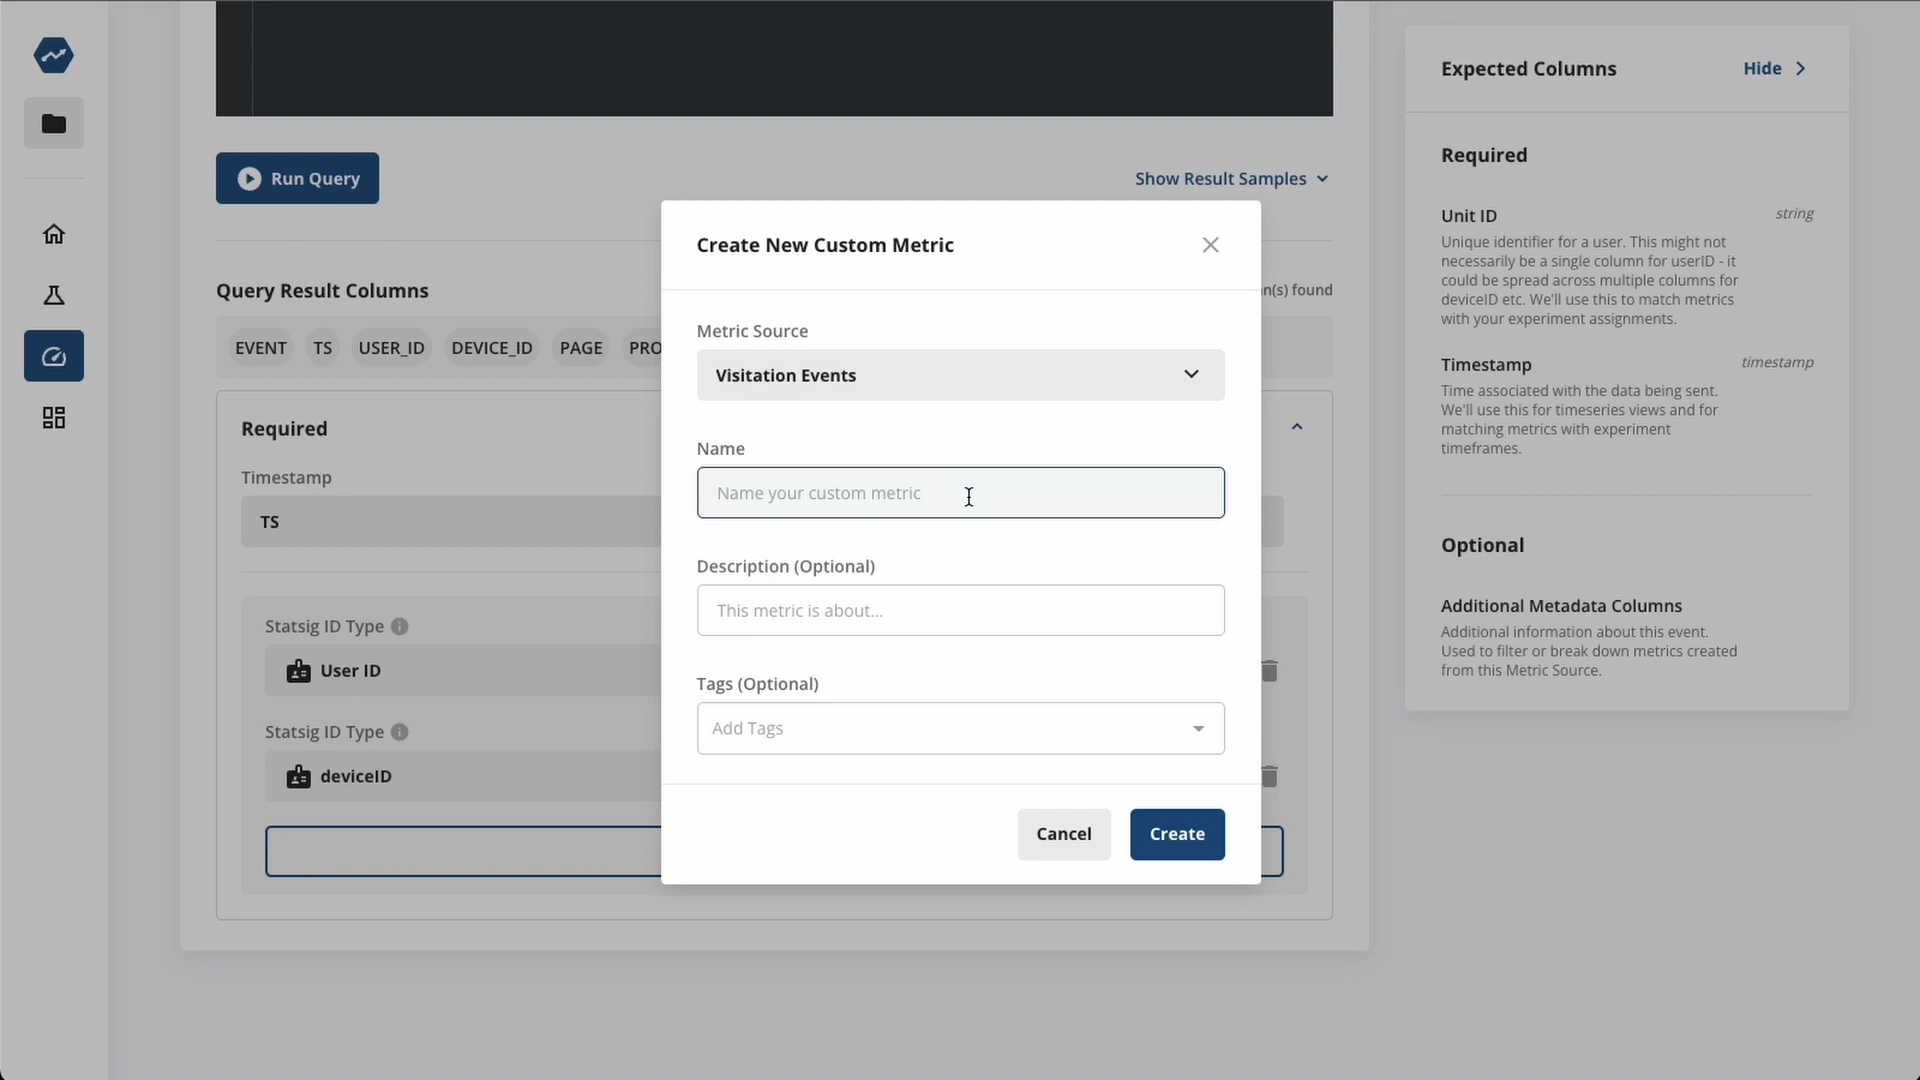 Run Query
Show Result Samples
Query Result Columns
n(s) found
EVENT
TS
USER_ID
DEVICE_ID
PAGE
PRO
Required
Timestamp
TS
Statsig ID Type
User ID
Statsig ID Type
deviceID
Create New Custom Metric
Metric Source
Visitation Events
Name
Name your custom metric
Description (Optional)
This metric is about...
Tags (Optional)
Add Tags
Cancel
Create
Expected Columns
Hide
Required
Unit ID
string
Unique identifier for a user. This might not
necessarily be a single column for userID - it
could be spread across multiple columns for
deviceID etc. We'll use this to match metrics
with your experiment assignments.
Timestamp
timestamp
Time associated with the data being sent.
We'll use this for timeseries views and for
matching metrics with experiment
timeframes.
Optional
Additional Metadata Columns
Additional information about this event.
Used to filter or break down metrics created
from this Metric Source.